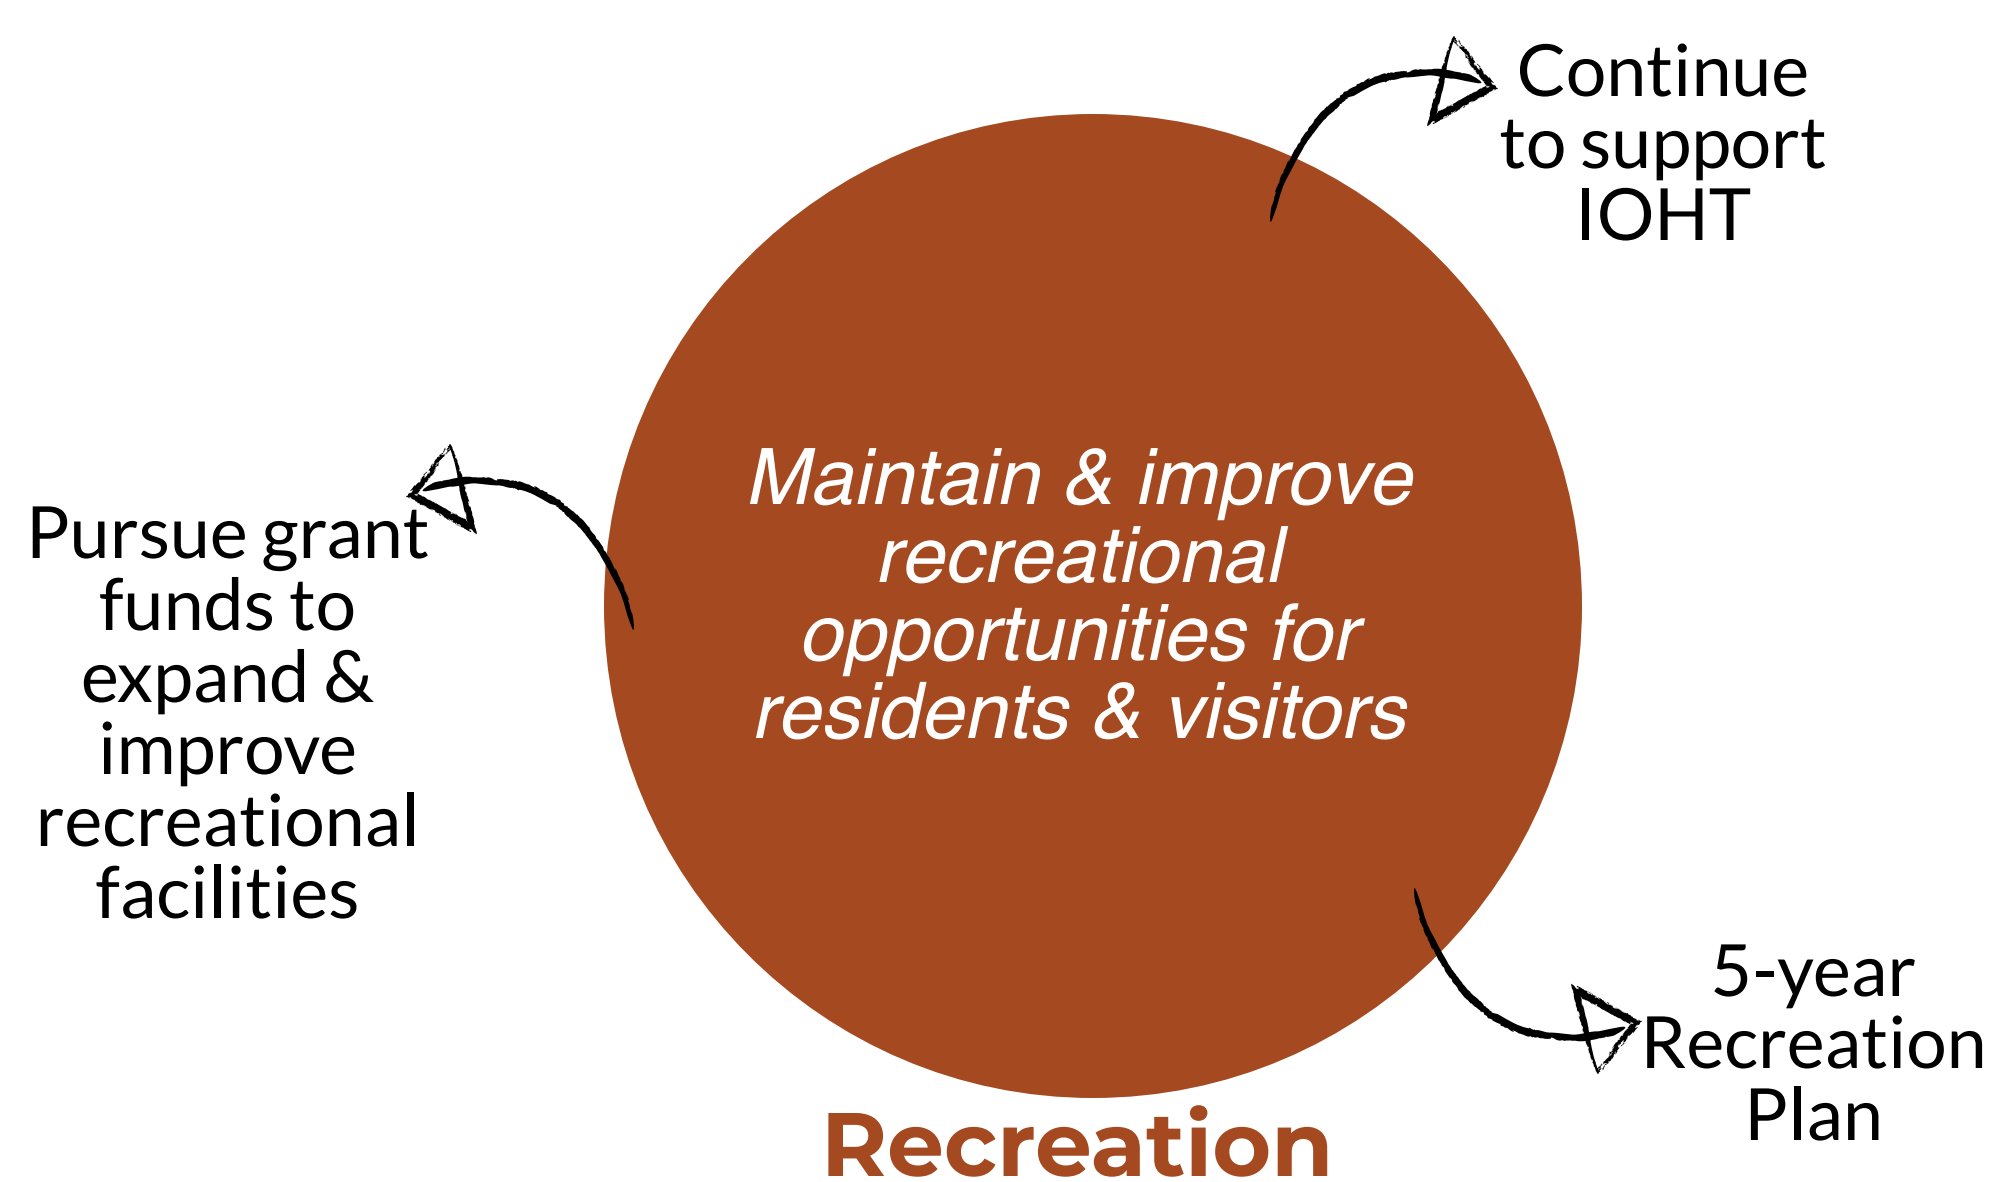 Continue
to support
IOHT
Maintain & improve
recreational
opportunities for
residents & visitors
Pursue grant
funds to
expand &
improve
recreational
facilities
5-year
Recreation
Plan
Recreation